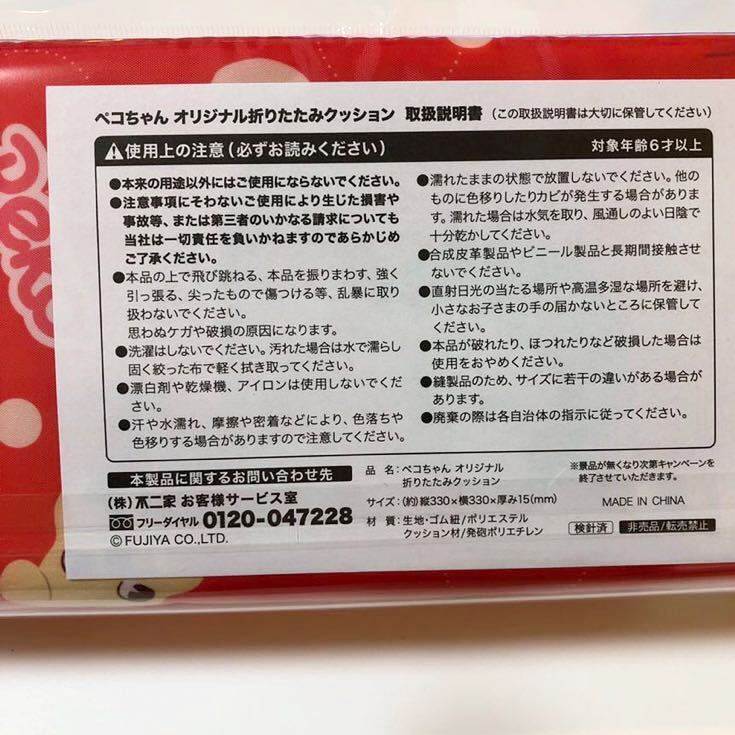 ペコちゃん オリジナル折りたたみクッション 取扱説明書 (この取扱説明書は大切に保管してください)
⚠使用上の注意(必ずお読みください) 対象年齢6才以上
●本来の用途以外にはご使用にならないでください。
●注意事項にそわないご使用により生じた損害や
事故等、または第三者のいかなる請求についても
当社は一切責任を負いかねますのであらかじめ
ご了承ください。
●本品の上で飛び跳ねる、本品を振りまわす、強く
引っ張る、尖ったもので傷つける等、乱暴に取り
扱わないでください。
思わぬケガや破損の原因になります。
●洗濯はしないでください。汚れた場合は水で濡らし
固く絞った布で軽く拭き取ってください。
●漂白剤や乾燥機、アイロンは使用しないでくださ
い。
●汗や水濡れ、摩擦や密着などにより、色落ちや
色移りする場合がありますので注意してください。
●濡れたままの状態で放置しないでください。他の
ものに色移りしたりカビが発生する場合がありま
す。濡れた場合は水気を取り、風通しのよい日陰で
十分乾かしてください。
●合成皮革製品やビニール製品と長期間接触させ
ないでください。
●直射日光の当たる場所や高温多湿な場所を避け、
小さなお子さまの手の届かないところに保管して
ください。
●本品が破れたり、ほつれたりなど破損した場合は
使用をおやめください。
●縫製品のため、サイズに若干の違いがある場合が
あります。
●廃棄の際は各自治体の指示に従ってください。
本製品に関するお問い合わせ先
(株)不二家 お客様サービス室
フリーダイヤル 0120-047228
©FUJIYA CO.,LTD.
品 名：ペコちゃん オリジナル
折りたたみクッション
サイズ：(約)縦330×横330×厚み15(mm)
材 質：生地・ゴム紐/ポリエステル
クッション材/発砲ポリエチレン
※景品が無くなり次第キャンペーンを
終了させていただきます。
MADE IN CHINA
検針済 非売品/転売禁止
Peko